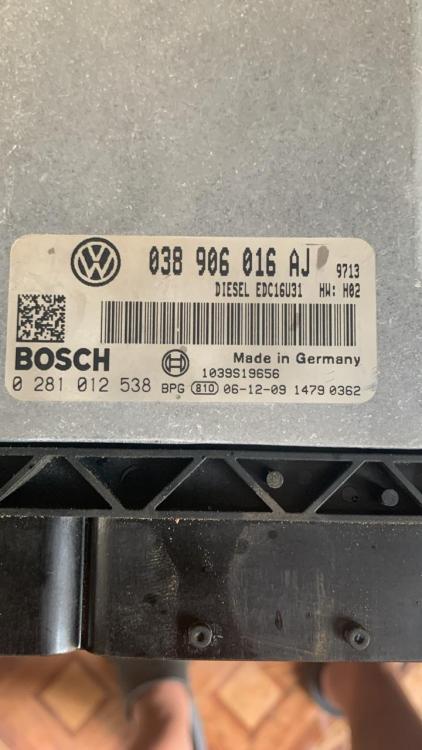 038 906 016 AJ 9713
DIESEL EDC16U31 HW: H02
BOSCH Made in Germany
1039S19656
0 281 012 538 BPG 810 06-12-09 1479 0362